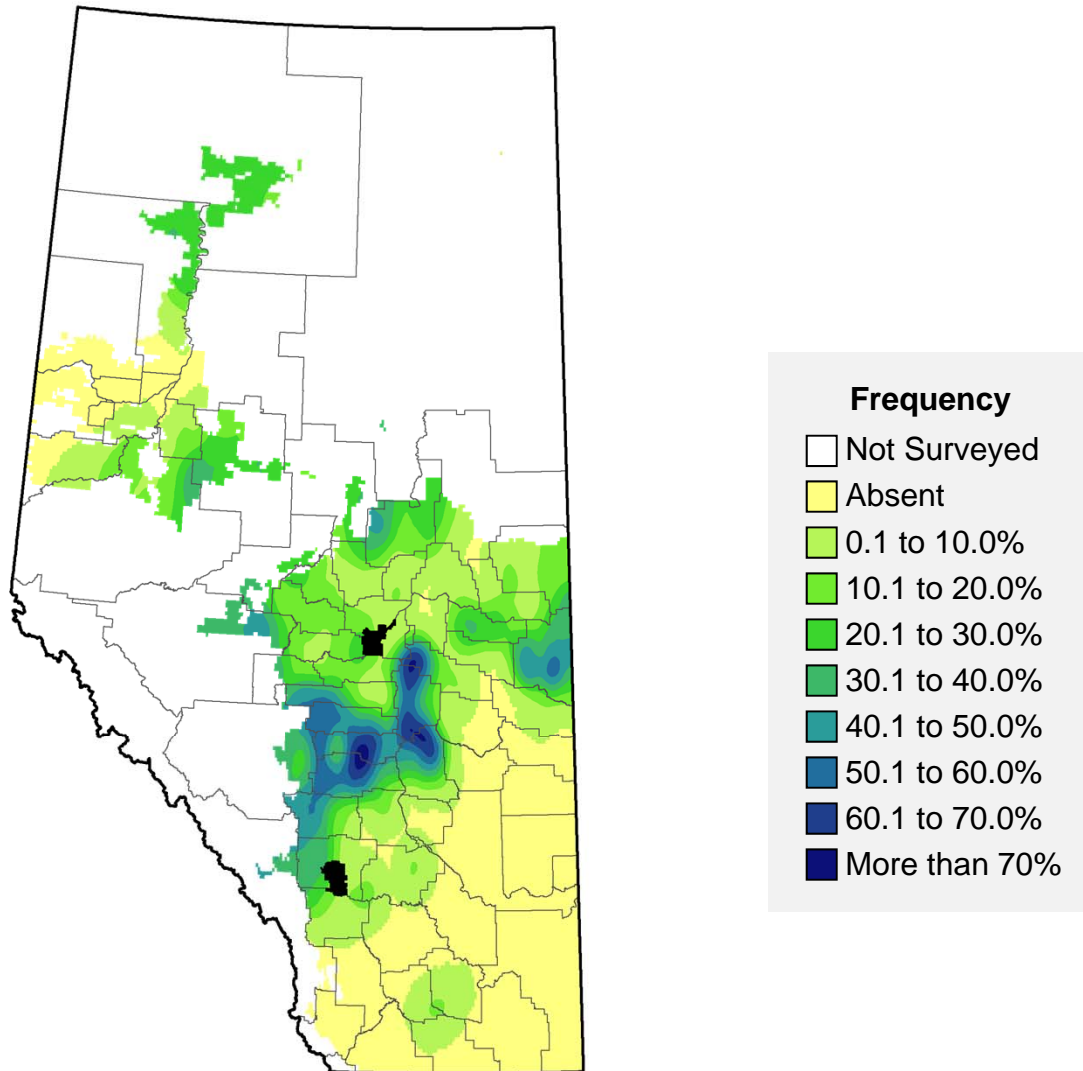 Frequency
Not Surveyed
Absent
0.1 to 10.0%
10.1 to 20.0%
20.1 to 30.0%
30.1 to 40.0%
40.1 to 50.0%
50.1 to 60.0%
60.1 to 70.0%
More than 70%